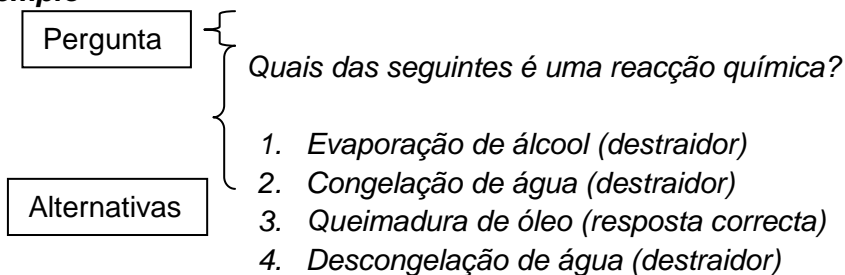 Pergunta
Quais das seguintes é uma reacção química?
1. Evaporação de álcool (destraidor)
2. Congelação de água (destraidor)
Alternativas
3. Queimadura de óleo (resposta correcta)
4. Descongelação de água (destraidor)